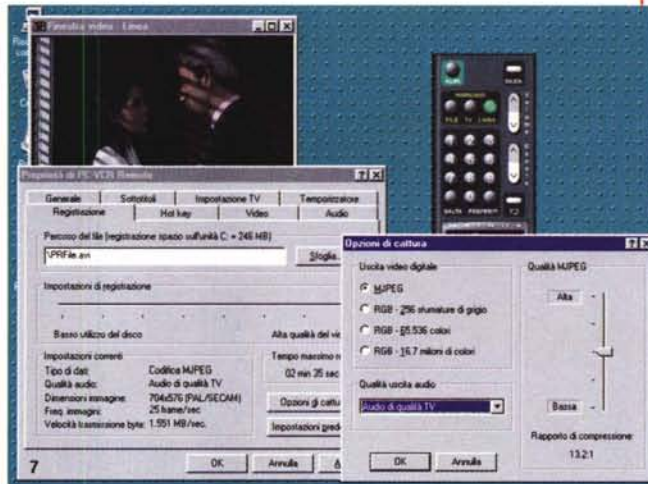 Finestra video - Linea
Proprietà di PC-VCR Remote
Generale
Sottotitoli
Importazione TV
Temporizzatore
Registrazione
Hot key
Video
Audio
Percorso del file (registrazione spazio sull'unità C: = 246 MB)
\PRFile.avi
Sfoglia...
Impostazioni di registrazione
Basso utilizzo del disco
Alta qualità del
Impostazioni correnti
Tipo di dati: Codifica MJPEG
Qualità audio: Audio di qualità TV
Dimensioni immagine: 704x576 (PAL/SECAM)
Freq. immagini: 25 frame/sec
Velocità trasmissione byte: 1.551 MB/sec.
Tempo massimo
02 min 35 sec
Opzioni di cattu
Impostazioni
OK
Annulla
7
FILE TV LINEA
Opzioni di cattura
Uscita video digitale
MJPEG
RGB - 256 sfumature di grigio
RGB - 65.536 colori
RGB - 16.7 milioni di colori
Qualità uscita audio
Audio di qualità TV
OK
Annulla
Qualità MJPEG
Alta
Bassa
Rapporto di compressione:
13.2:1